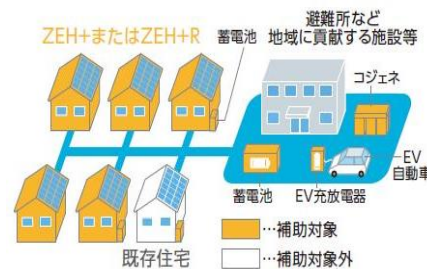 ZEH+またはZEH+R
蓄電池
避難所など
地域に貢献する施設等
コジェネ
EV
自動車
蓄電池
EV充放電器
既存住宅
…補助対象
…補助対象外